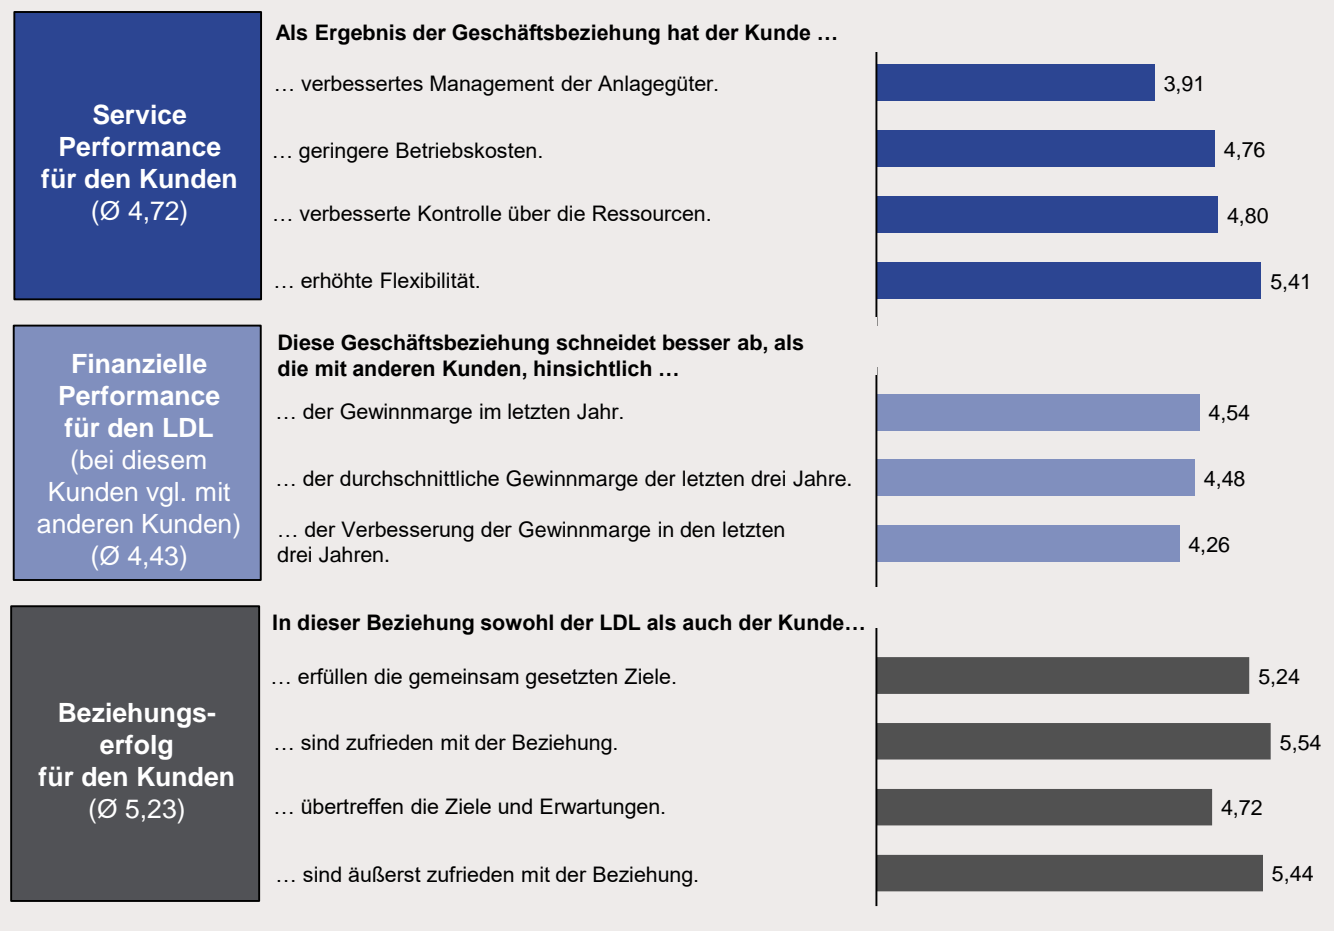 Service
Performance
für den Kunden
(Ø 4,72)
Als Ergebnis der Geschäftsbeziehung hat der Kunde …
… verbessertes Management der Anlagegüter.
3,91
… geringere Betriebskosten.
4,76
… verbesserte Kontrolle über die Ressourcen.
4,80
… erhöhte Flexibilität.
5,41
Finanzielle
Performance
für den LDL
(bei diesem
Kunden vgl. mit
anderen Kunden)
(Ø 4,43)
Diese Geschäftsbeziehung schneidet besser ab, als
die mit anderen Kunden, hinsichtlich …
… der Gewinnmarge im letzten Jahr.
4,54
… der durchschnittliche Gewinnmarge der letzten drei Jahre.
4,48
… der Verbesserung der Gewinnmarge in den letzten
drei Jahren.
4,26
Beziehungs-
erfolg
für den Kunden
(Ø 5,23)
In dieser Beziehung sowohl der LDL als auch der Kunde…
… erfüllen die gemeinsam gesetzten Ziele.
5,24
… sind zufrieden mit der Beziehung.
5,54
… übertreffen die Ziele und Erwartungen.
4,72
… sind äußerst zufrieden mit der Beziehung.
5,44